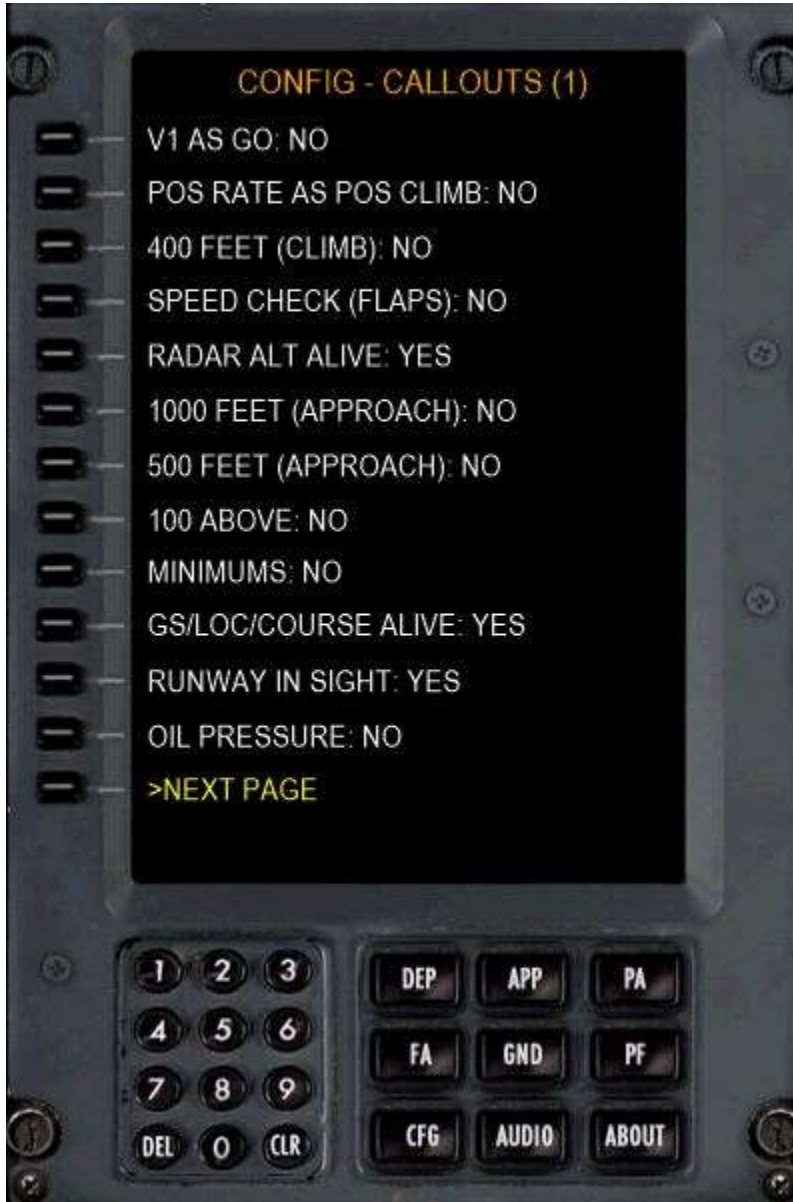 CONFIG - CALLOUTS (1)
V1 AS GO: NO
POS RATE AS POS CLIMB: NO
400 FEET (CLIMB): NO
SPEED CHECK (FLAPS): NO
RADAR ALT ALIVE: YES
1000 FEET (APPROACH): NO
500 FEET (APPROACH): NO
100 ABOVE: NO
MINIMUMS: NO
GS/LOC/COURSE ALIVE: YES
RUNWAY IN SIGHT: YES
OIL PRESSURE: NO
>NEXT PAGE
1 2 3
4 5 6
7 8 9
DEL 0 CLR
DEP APP PA
FA GND PF
CFG AUDIO ABOUT